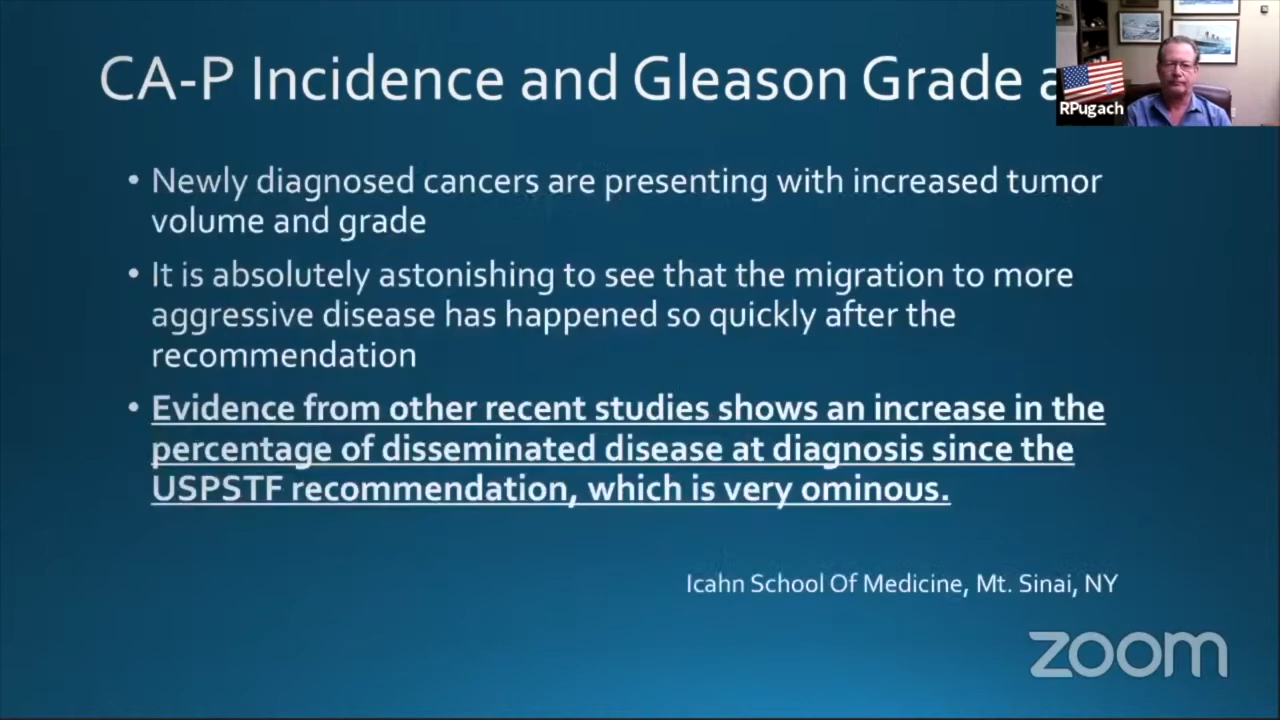 CA-P Incidence and Gleason Grade a
RPugach
• Newly diagnosed cancers are presenting with increased tumor
volume and grade
• It is absolutely astonishing to see that the migration to more
aggressive disease has happened so quickly after the
recommendation
• Evidence from other recent studies shows an increase in the
percentage of disseminated disease at diagnosis since the
USPSTF recommendation, which is very ominous.
Icahn School Of Medicine, Mt. Sinai, NY
zoom